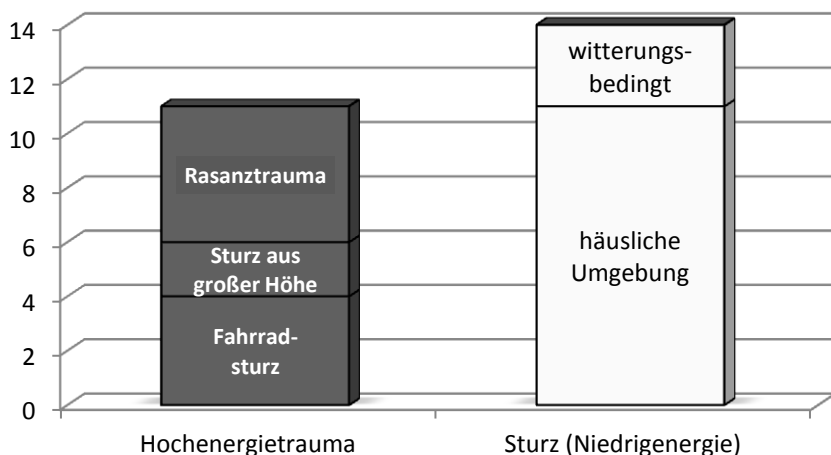 14
12
10
8
6
4
2
0
Rasanztrauma
Sturz aus
großer Höhe
Fahrrad-
sturz
witterungs-
bedingt
häusliche
Umgebung
Hochenergietrauma
Sturz (Niedrigenergie)